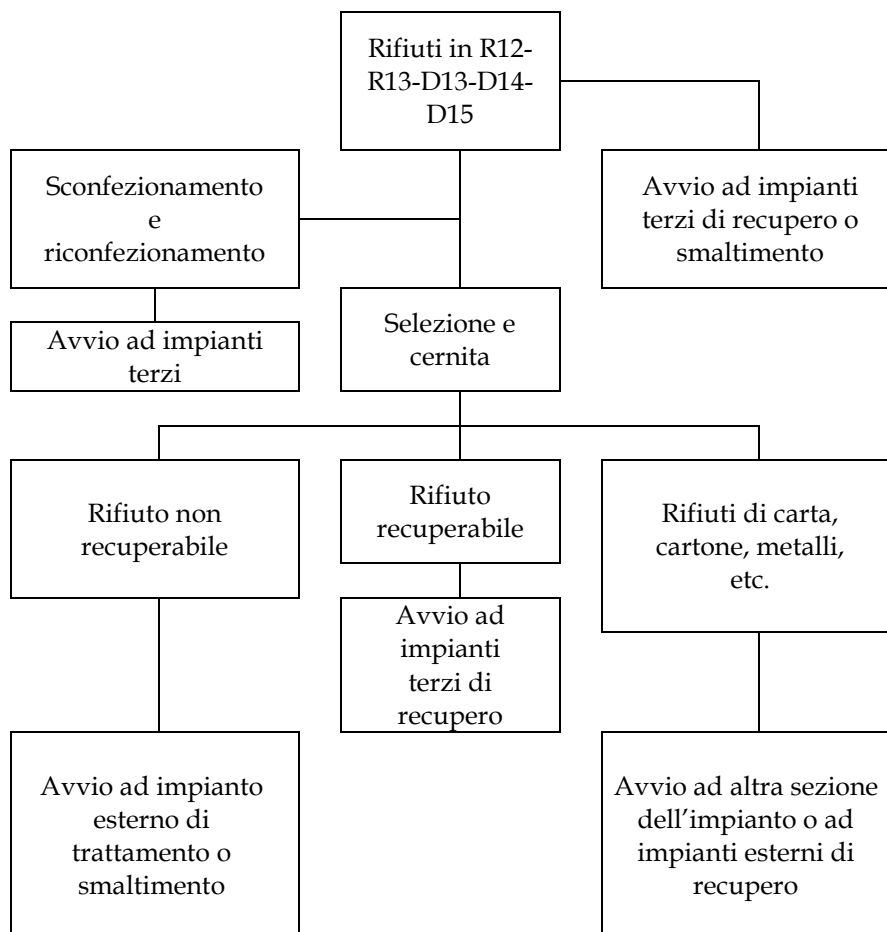 Rifiuti in R12-
R13-D13-D14-
D15
Sconfezionamento
e
riconfezionamento
Avvio ad impianti
terzi di recupero o
smaltimento
Avvio ad impianti
terzi
Selezione e
cernita
Rifiuto non
recuperabile
Rifiuto
recuperabile
Rifiuti di carta,
cartone, metalli,
etc.
Avvio ad
impianti
terzi di
recupero
Avvio ad impianto
esterno di
trattamento o
smaltimento
Avvio ad altra sezione
dell’impianto o ad
impianti esterni di
recupero